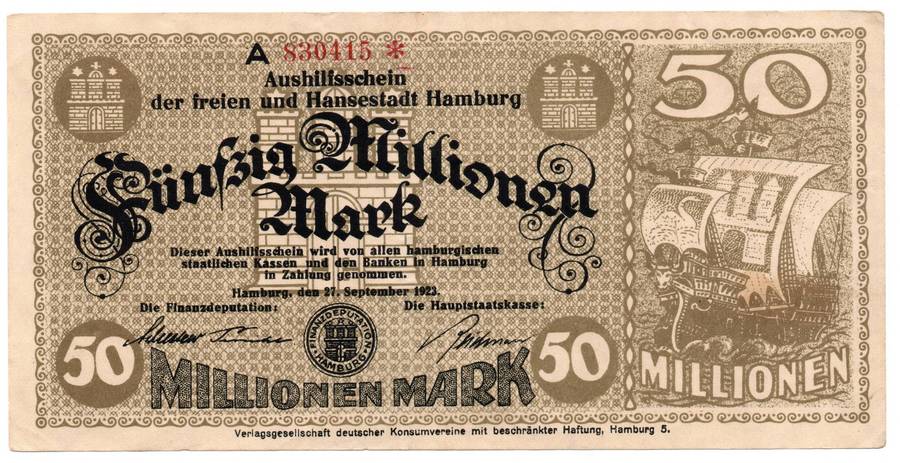 A 830415 *
Aushilfsschein
der freien und Hansestadt Hamburg
Fünfzig Millionen
Mark
Dieser Aushilfsschein wird von allen hamburgischen
staatlichen Kassen und den Banken in Hamburg
in Zahlung genommen.
Hamburg, den 27. September 1923.
Die Finanzdeputation: Die Hauptstaatskasse:
FINANZDEPUTATION
HAMBURG
50 50
MILLIONEN MARK
50
MILLIONEN
Verlagsgesellschaft deutscher Konsumvereine mit beschränkter Haftung, Hamburg 5.